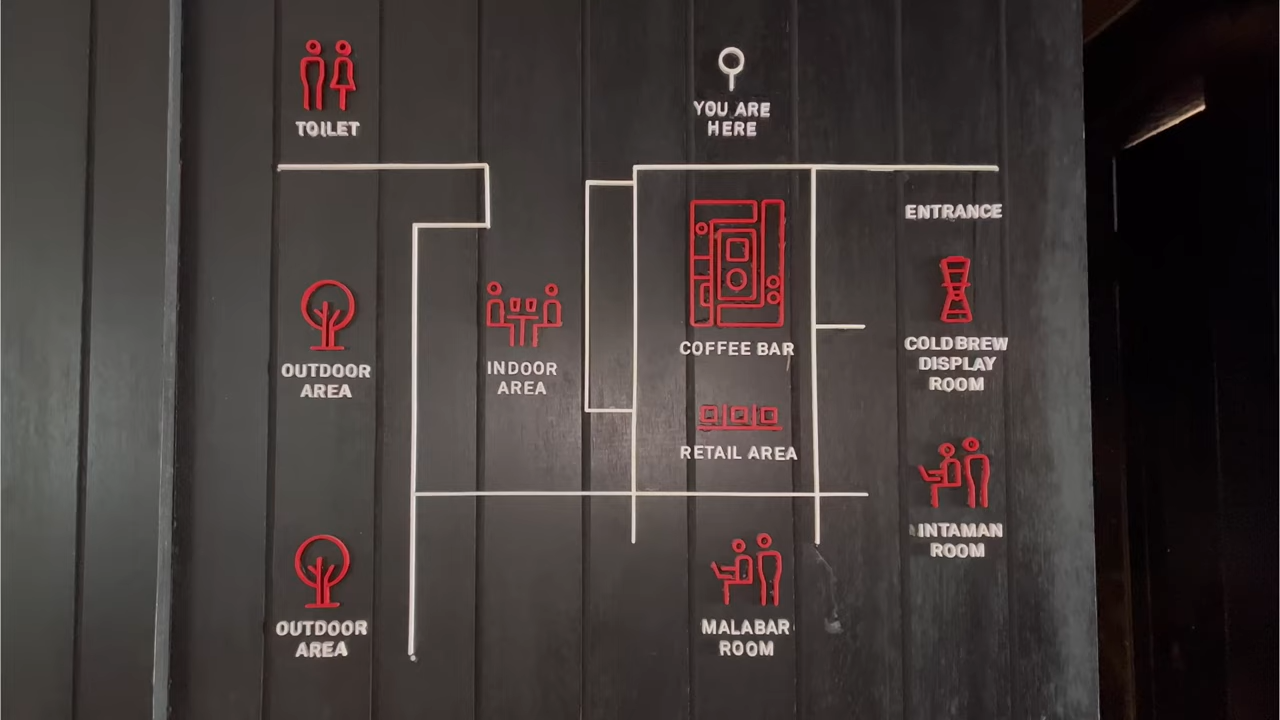 TOILET
YOU ARE
HERE
ENTRANCE
OUTDOOR
AREA
INDOOR
AREA
COFFEE BAR
COLD BREW
DISPLAY
ROOM
RETAIL AREA
LINTAMAN
ROOM
OUTDOOR
AREA
MALABAR
ROOM